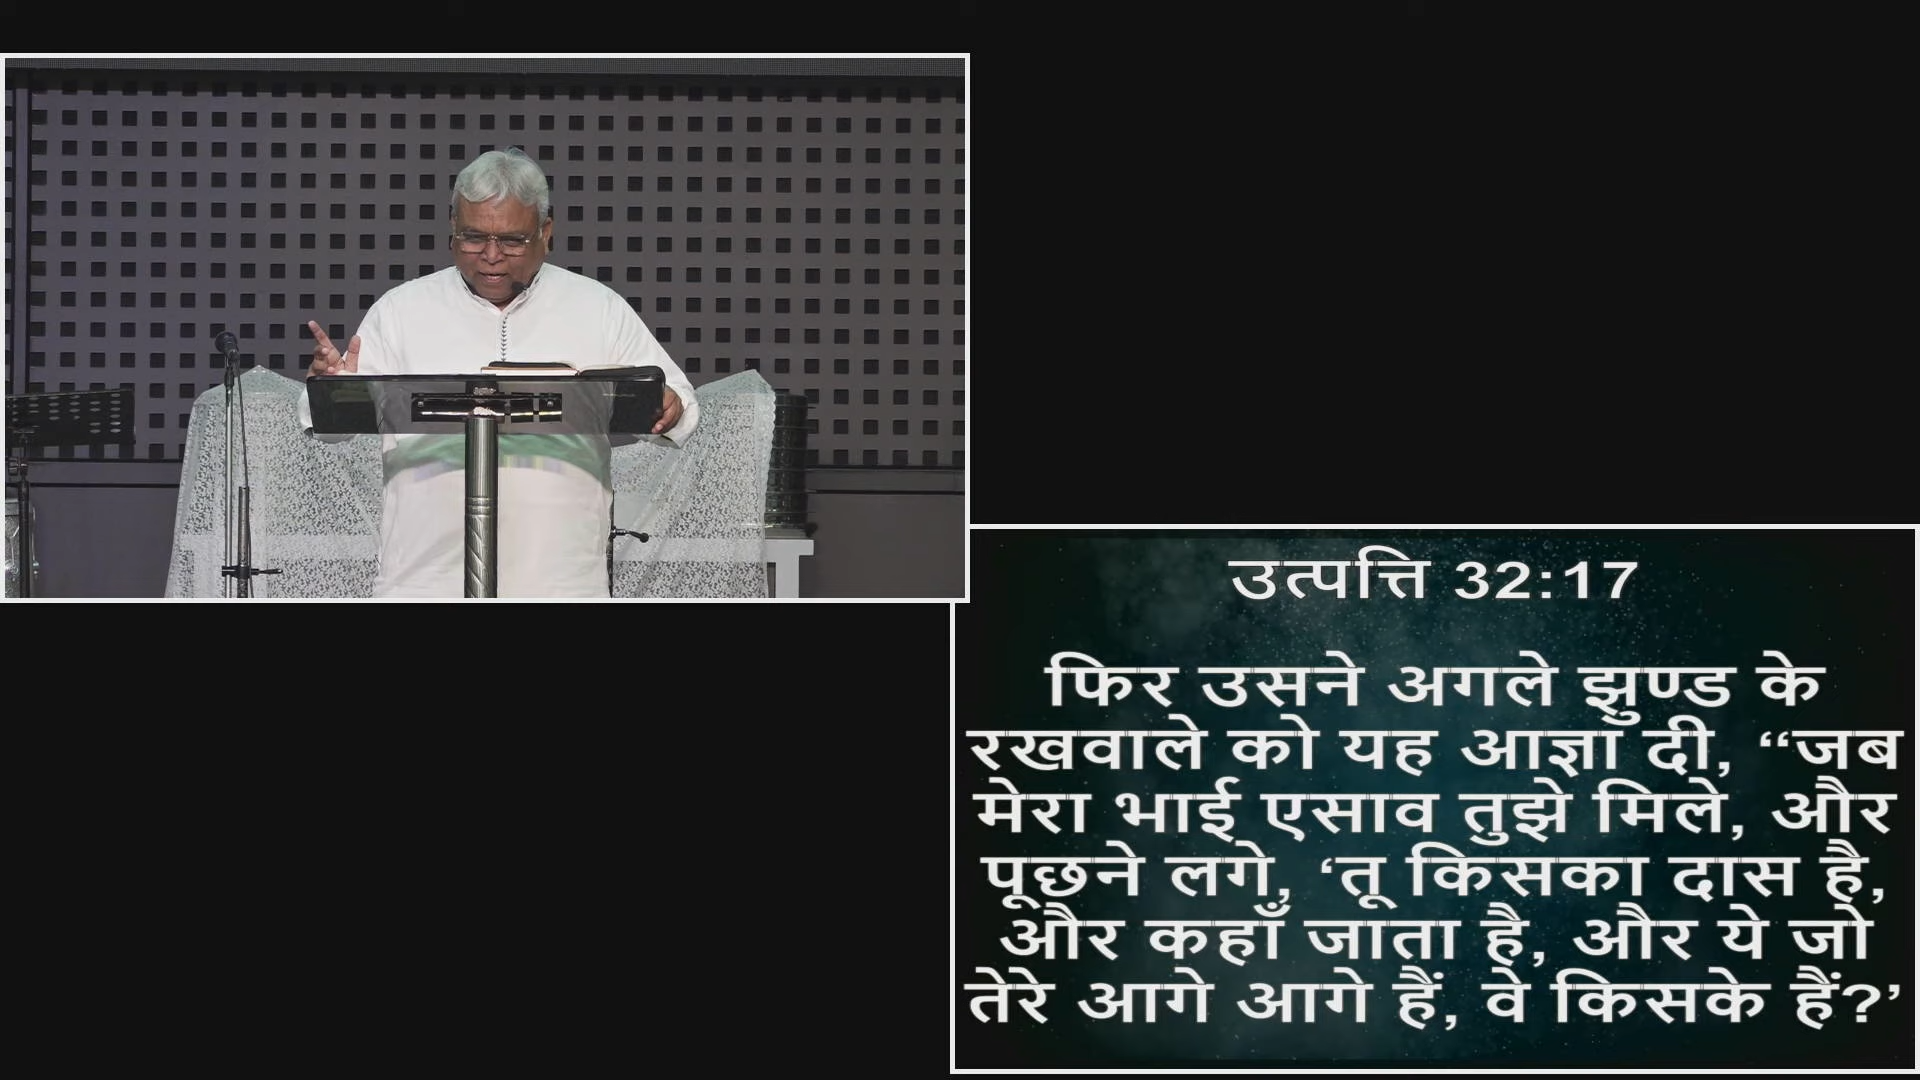 उत्पत्ति 32:17
फिर उसने अगले झुण्ड के
रखवाले को यह आज्ञा दी, “जब
मेरा भाई एसाव तुझे मिले, और
पूछने लगे, ‘तू किसका दास है,
और कहाँ जाता है, और ये जो
तेरे आगे आगे हैं, वे किसके हैं?’